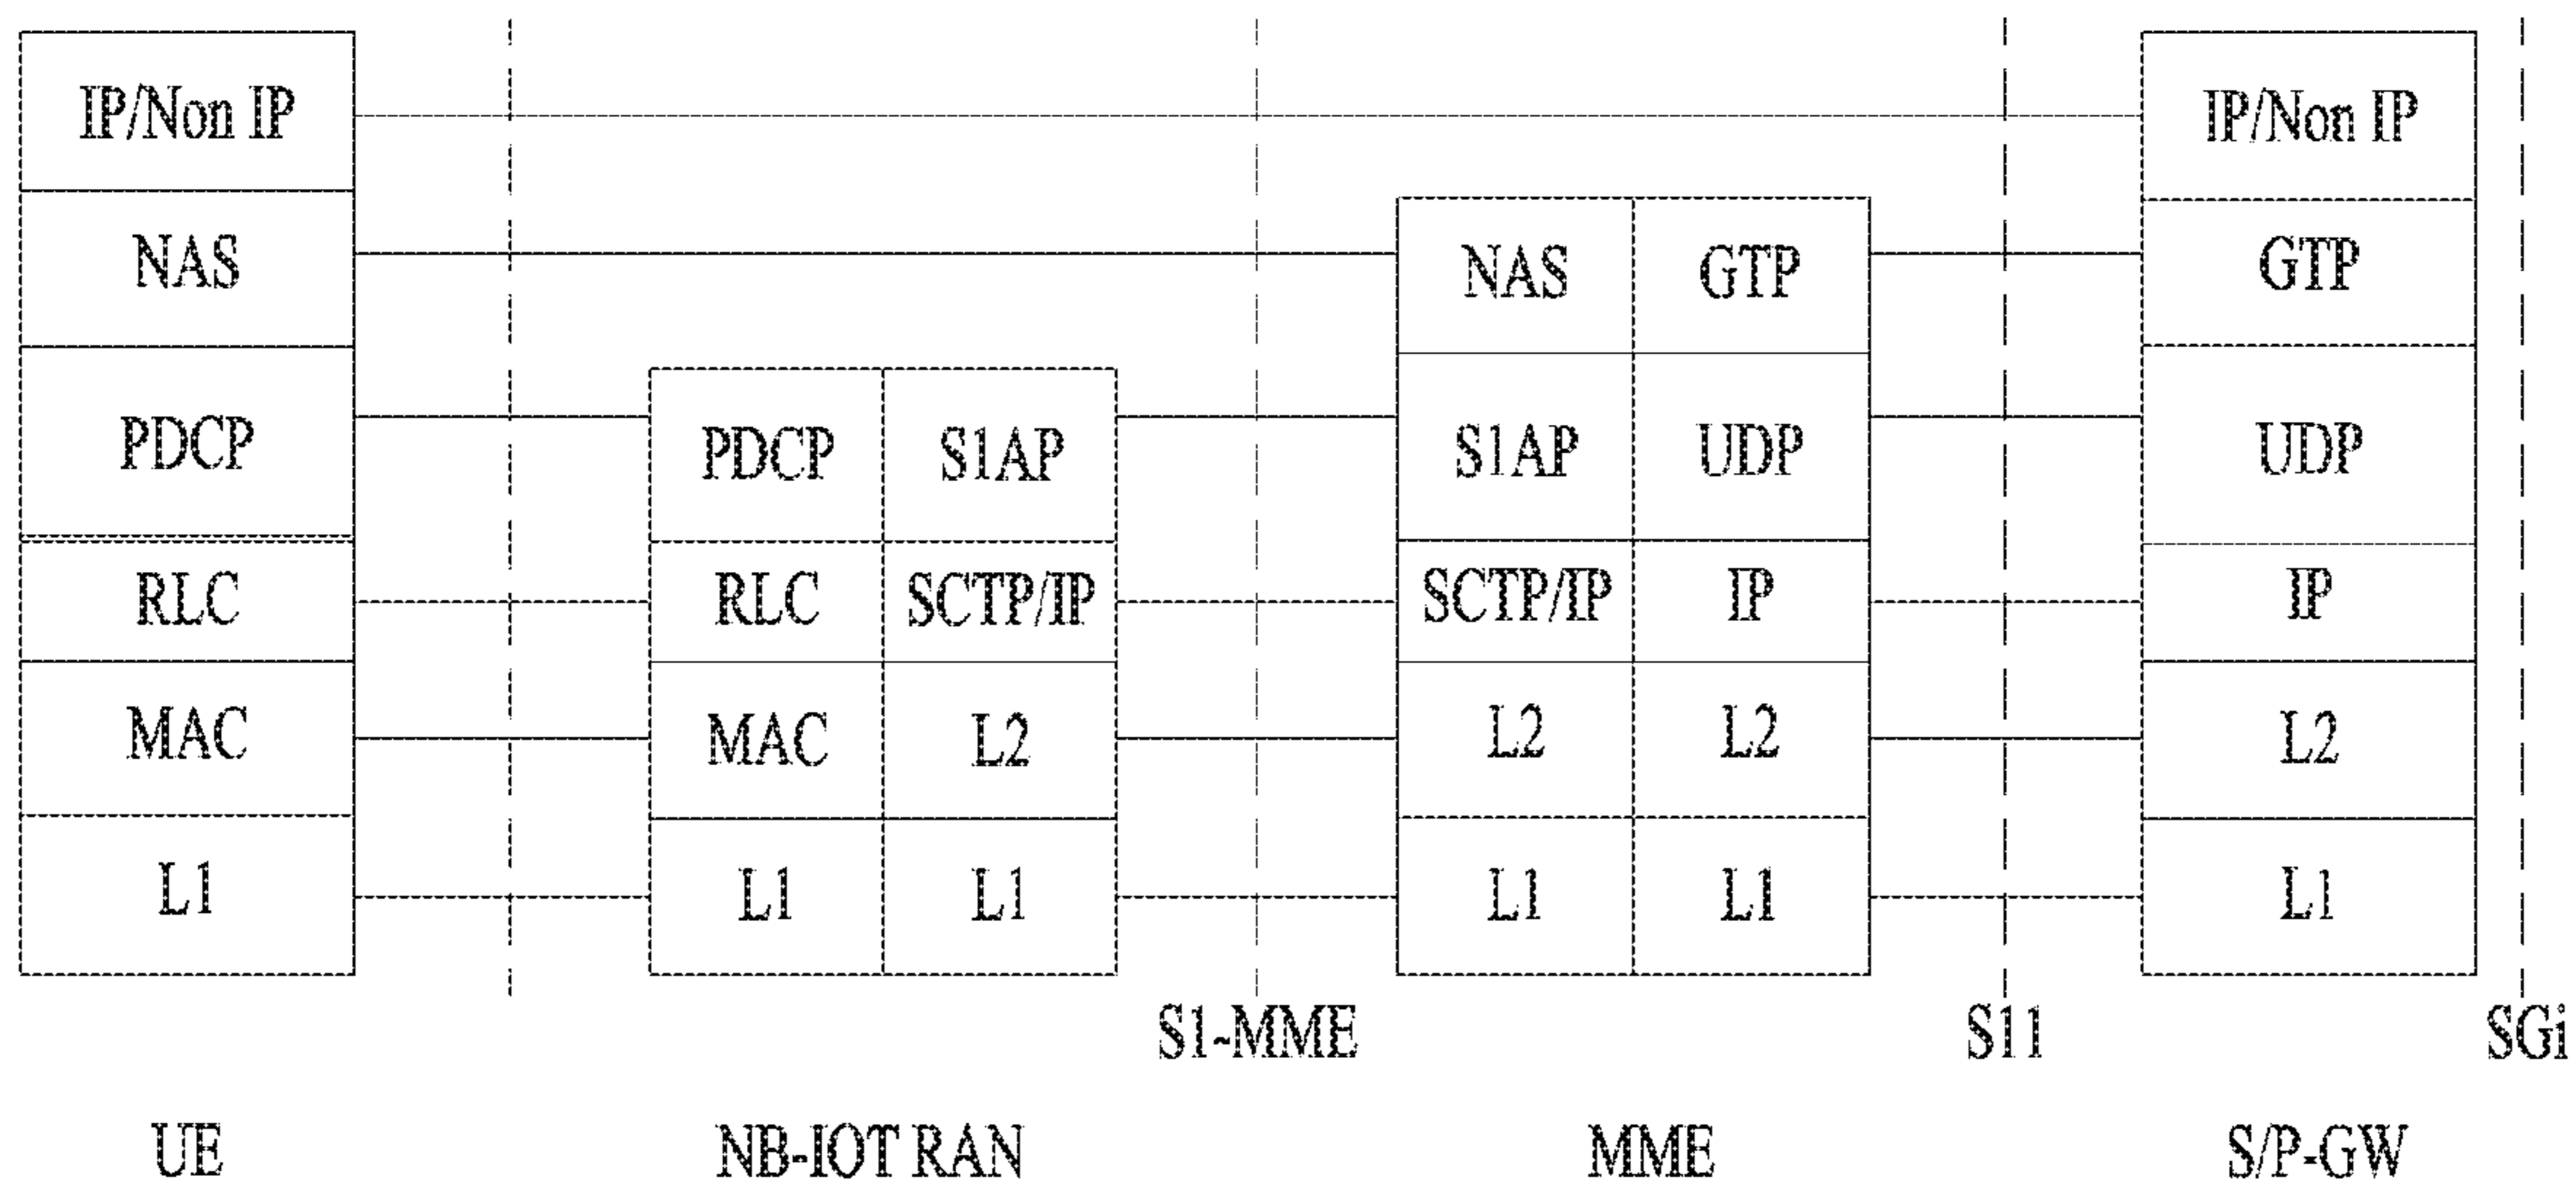 IP/Non IP
NAS
PDCP
RLC
MAC
L1
PDCP S1AP
RLC SCTP/IP
MAC L2
L1 L1
NAS GTP
S1AP UDP
SCTP/IP IP
L2 L2
L1 L1
IP/Non IP
GTP
UDP
IP
L2
L1
S1-MME S11 SGi
UE NB-IOT RAN MME S/P-GW